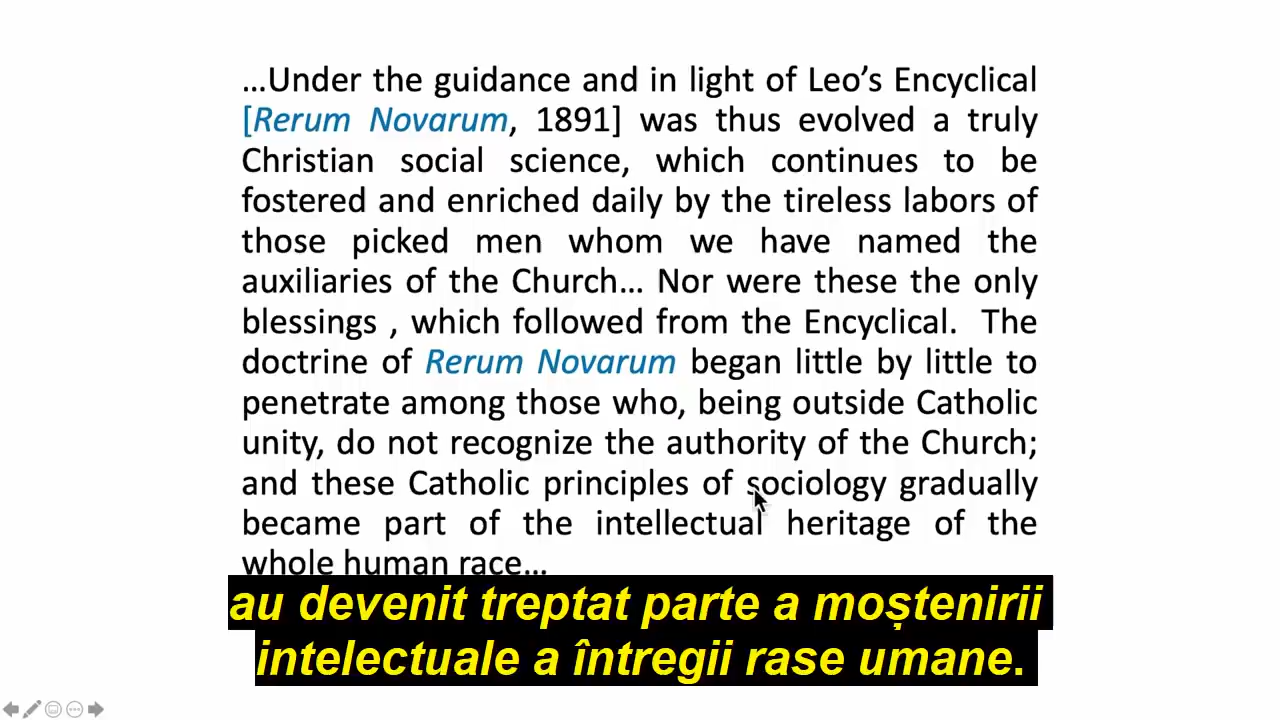 …Under the guidance and in light of Leo’s Encyclical
[Rerum Novarum, 1891] was thus evolved a truly
Christian social science, which continues to be
fostered and enriched daily by the tireless labors of
those picked men whom we have named the
auxiliaries of the Church… Nor were these the only
blessings , which followed from the Encyclical.  The
doctrine of Rerum Novarum began little by little to
penetrate among those who, being outside Catholic
unity, do not recognize the authority of the Church;
and these Catholic principles of sociology gradually
became part of the intellectual heritage of the
whole human race…
au devenit treptat parte a moștenirii
intelectuale a întregii rase umane.